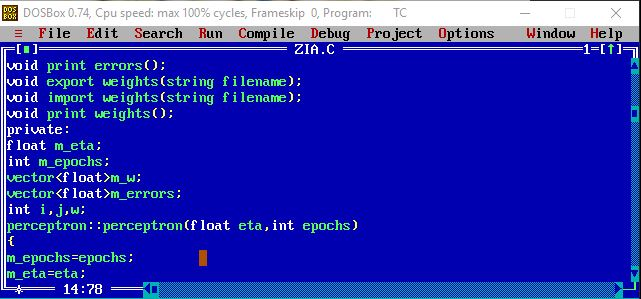 DOSBox 0.74, Cpu speed: max 100% cycles, Frameskip 0, Program: TC
≡ File Edit Search Run Compile Debug Project Options Window Help
[■] ZIA.C 1=[↑]
void print errors();
void export weights(string filename);
void import weights(string filename);
void print weights();
private:
float m_eta;
int m_epochs;
vector<float>m_w;
vector<float>m_errors;
int i,j,w;
perceptron::perceptron(float eta,int epochs)
{
m_epochs=epochs;
m_eta=eta;
14:78